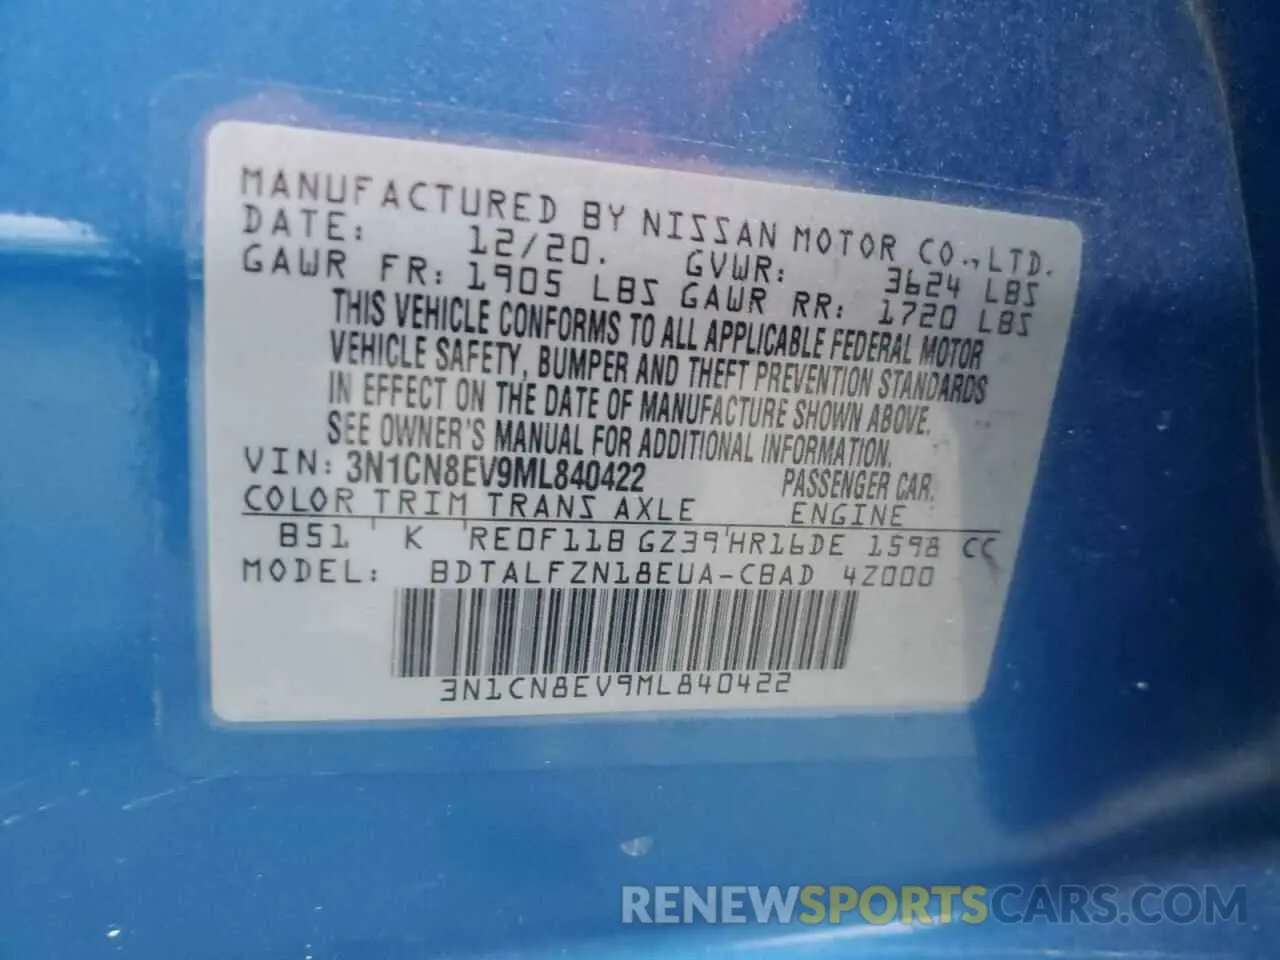 MANUFACTURED BY NISSAN MOTOR CO.,LTD.
DATE: 12/20. GVWR: 3624 LBS
GAWR FR: 1905 LBS GAWR RR: 1720 LBS
THIS VEHICLE CONFORMS TO ALL APPLICABLE FEDERAL MOTOR
VEHICLE SAFETY, BUMPER AND THEFT PREVENTION STANDARDS
IN EFFECT ON THE DATE OF MANUFACTURE SHOWN ABOVE.
SEE OWNER'S MANUAL FOR ADDITIONAL INFORMATION.
VIN: 3N1CN8EV9ML840422 PASSENGER CAR.
COLOR TRIM TRANS AXLE ENGINE
B51 K RE0F11B GZ39 HR16DE 1598 CC
MODEL: BDTALFZN18EUA-CBAD 4Z000
3N1CN8EV9ML840422
RENEWSPORTSCARS.COM